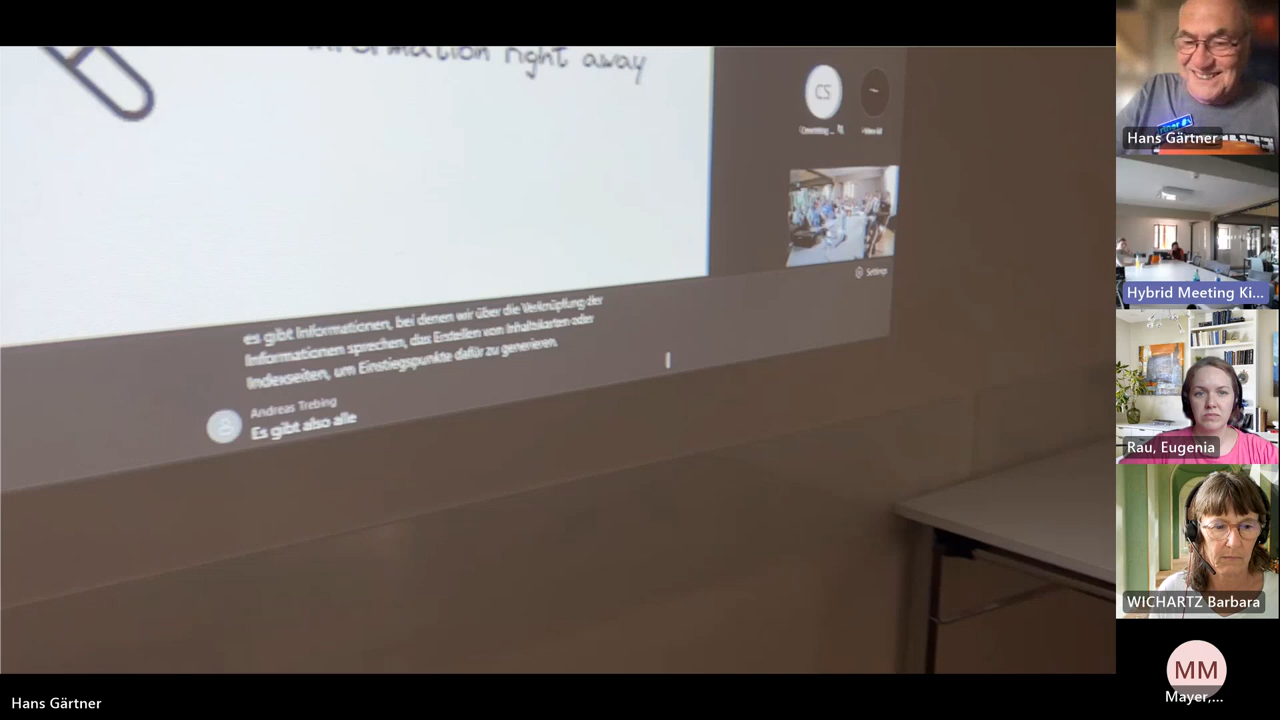 information right away
CS
Settings
es gibt Informationen, bei denen wir über die Verknüpfung der
Informationen sprechen, das Erstellen von Inhaltskarten oder
Indexseiten, um Einstiegspunkte dafür zu generieren.
Andreas Trebing
Es gibt also alle
Hans Gärtner
Hybrid Meeting Ki...
Rau, Eugenia
WICHARTZ Barbara
MM
Mayer,...
Hans Gärtner